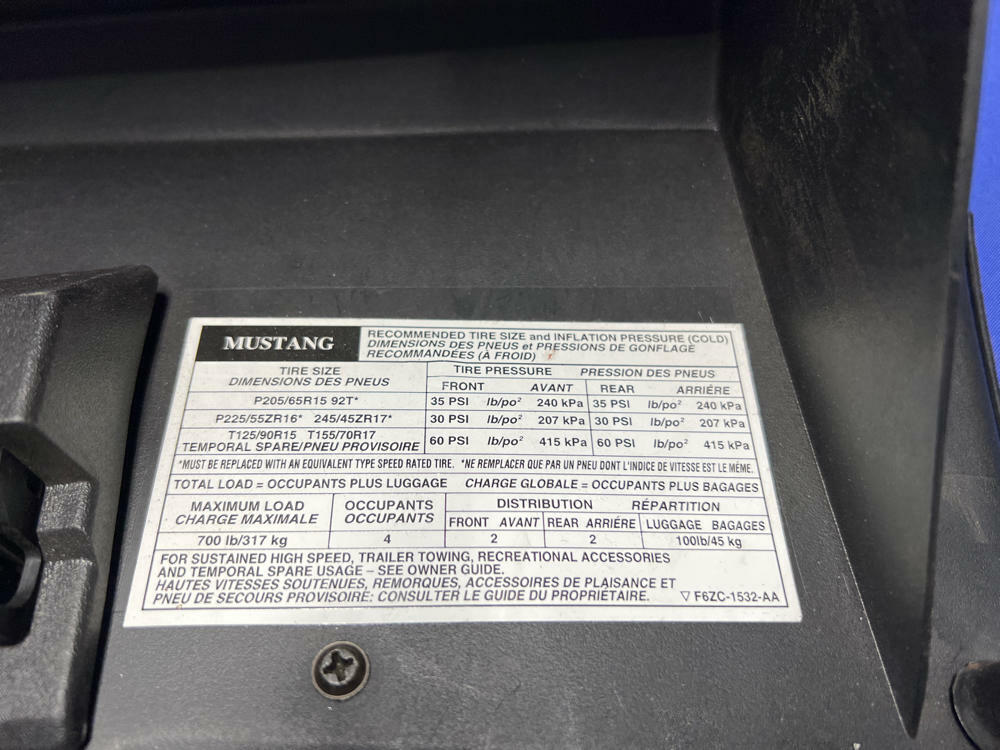 MUSTANG
RECOMMENDED TIRE SIZE and INFLATION PRESSURE (COLD)
DIMENSIONS DES PNEUS et PRESSIONS DE GONFLAGE
RECOMMANDÉES (À FROID)
TIRE SIZE
DIMENSIONS DES PNEUS
TIRE PRESSURE PRESSION DES PNEUS
FRONT AVANT REAR ARRIÉRE
P205/65R15 92T* 35 PSI lb/po² 240 kPa 35 PSI lb/po² 240 kPa
P225/55ZR16* 245/45ZR17* 30 PSI lb/po² 207 kPa 30 PSI lb/po² 207 kPa
T125/90R15 T155/70R17
TEMPORAL SPARE/PNEU PROVISOIRE 60 PSI lb/po² 415 kPa 60 PSI lb/po² 415 kPa
*MUST BE REPLACED WITH AN EQUIVALENT TYPE SPEED RATED TIRE. *NE REMPLACER QUE PAR UN PNEU DONT L'INDICE DE VITESSE EST LE MÉME.
TOTAL LOAD = OCCUPANTS PLUS LUGGAGE CHARGE GLOBALE = OCCUPANTS PLUS BAGAGES
MAXIMUM LOAD
CHARGE MAXIMALE
OCCUPANTS
OCCUPANTS
DISTRIBUTION RÉPARTITION
FRONT AVANT REAR ARRIÉRE LUGGAGE BAGAGES
700 lb/317 kg 4 2 2 100lb/45 kg
FOR SUSTAINED HIGH SPEED, TRAILER TOWING, RECREATIONAL ACCESSORIES
AND TEMPORAL SPARE USAGE – SEE OWNER GUIDE.
HAUTES VITESSES SOUTENUES, REMORQUES, ACCESSOIRES DE PLAISANCE ET
PNEU DE SECOURS PROVISOIRE: CONSULTER LE GUIDE DU PROPRIÉTAIRE. ▽ F6ZC-1532-AA